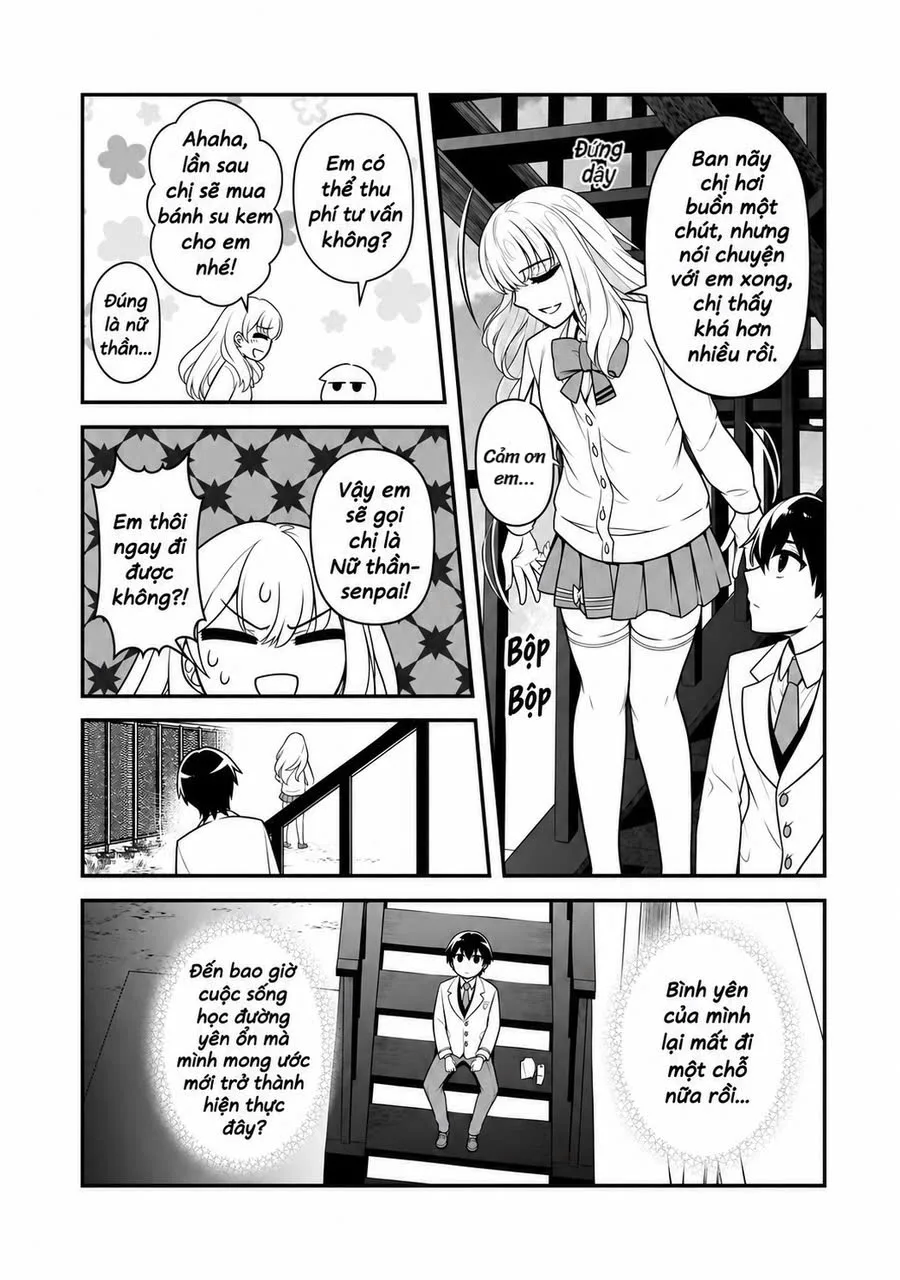 Đứng
dậy
Ban nãy
chị hơi
buồn một
chút, nhưng
nói chuyện
với em xong,
chị thấy
khá hơn
nhiều rồi.
Cảm ơn
em...
Bộp
Bộp
Em có
thể thu
phí tư vấn
không?
Ahaha,
lần sau
chị sẽ mua
bánh su kem
cho em
nhé!
Đúng
là nữ
thần...
Vậy em
sẽ gọi
chị là
Nữ thần-
senpai!
Em thôi
ngay đi
được
không?!
Bình yên
của mình
lại mất đi
một chỗ
nữa rồi...
Đến bao giờ
cuộc sống
học đường
yên ổn mà
mình mong ước
mới trở thành
hiện thực
đây?